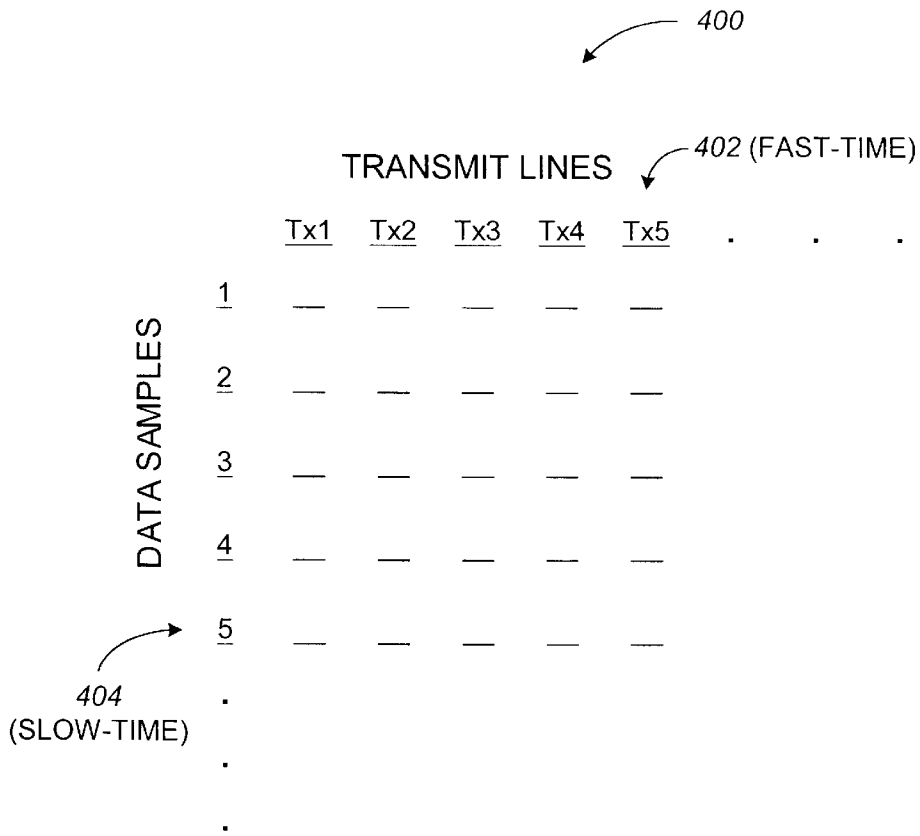 400
402 (FAST-TIME)
TRANSMIT LINES
Tx1 Tx2 Tx3 Tx4 Tx5 . . .
DATA SAMPLES
1 — — — — —
2 — — — — —
3 — — — — —
4 — — — — —
5 — — — — —
404
(SLOW-TIME)
.
.
.